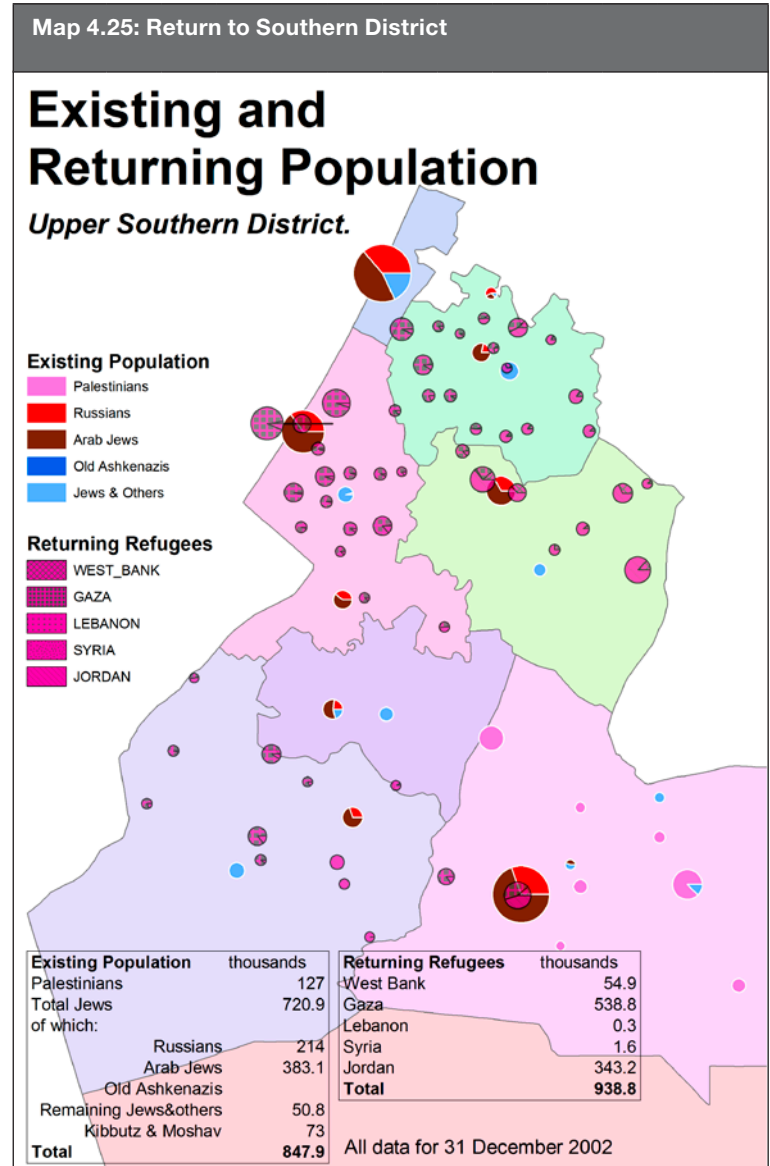 Map 4.25: Return to Southern District
Existing and
Returning Population
Upper Southern District.
Existing Population
Palestinians
Russians
Arab Jews
Old Ashkenazis
Jews & Others
Returning Refugees
WEST_BANK
GAZA
LEBANON
SYRIA
JORDAN
Existing Population thousands
Palestinians 127
Total Jews 720.9
of which:
Russians 214
Arab Jews 383.1
Old Ashkenazis
Remaining Jews&others 50.8
Kibbutz & Moshav 73
Total 847.9
Returning Refugees thousands
West Bank 54.9
Gaza 538.8
Lebanon 0.3
Syria 1.6
Jordan 343.2
Total 938.8
All data for 31 December 2002